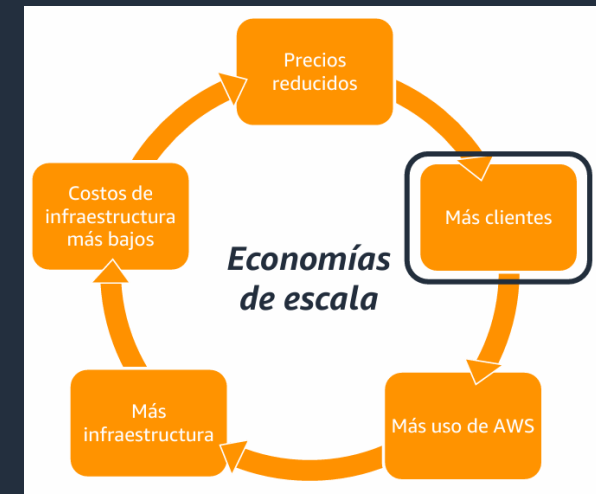 Precios
reducidos
Más clientes
Más uso de AWS
Más
infraestructura
Costos de
infraestructura
más bajos
Economías
de escala